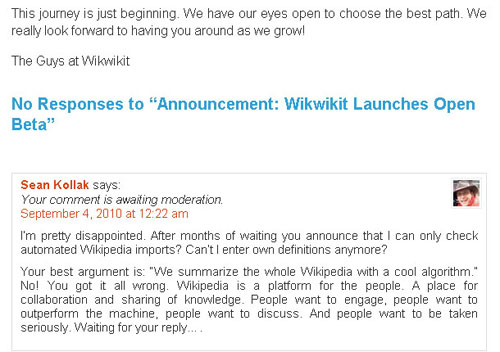 This journey is just beginning. We have our eyes open to choose the best path. We
really look forward to having you around as we grow!
The Guys at Wikwikit
No Responses to “Announcement: Wikwikit Launches Open
Beta”
Sean Kollak says:
Your comment is awaiting moderation.
September 4, 2010 at 12:22 am
I'm pretty disappointed. After months of waiting you announce that I can only check
automated Wikipedia imports? Can't I enter own definitions anymore?
Your best argument is: “We summarize the whole Wikipedia with a cool algorithm.”
No! You got it all wrong. Wikipedia is a platform for the people. A place for
collaboration and sharing of knowledge. People want to engage, people want to
outperform the machine, people want to discuss. And people want to be taken
seriously. Waiting for your reply... .